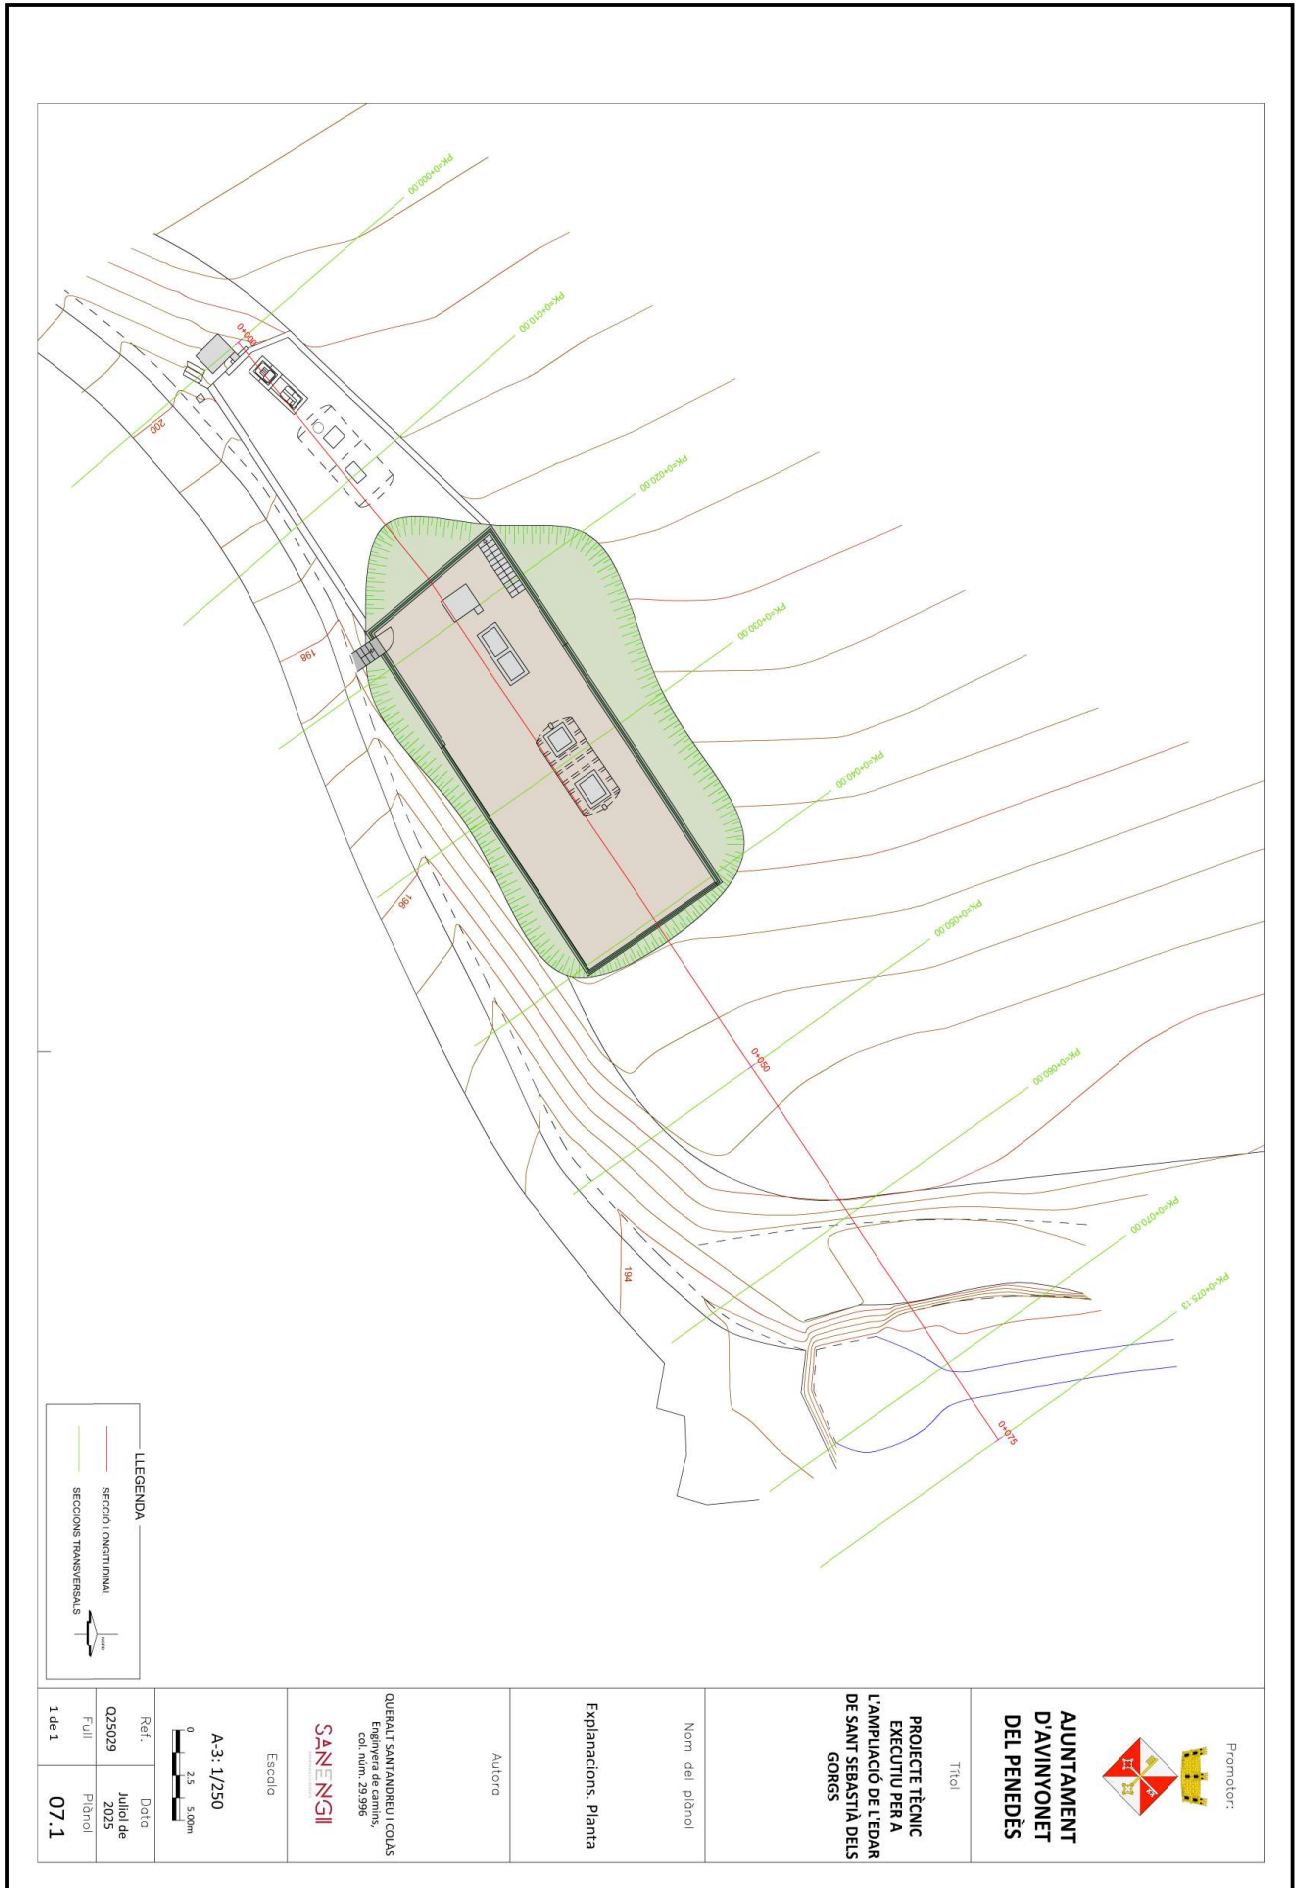 PK=0+000.00
PK=0+010.00
PK=0+020.00
PK=0+030.00
PK=0+040.00
PK=0+050.00
PK=0+060.00
PK=0+070.00
PK=0+075.13
0+000
0+050
0+075
200
198
196
194
LLEGENDA
SECCIÓ LONGITUDINAL
SECCIONS TRANSVERSALS
Promotor:
AJUNTAMENT
D'AVINYONET
DEL PENEDÈS
Títol
PROJECTE TÈCNIC
EXECUTIU PER A
L'AMPLIACIÓ DE L'EDAR
DE SANT SEBASTIÀ DELS
GORGS
Nom del plànol
Explanacions. Planta
Autora
QUERALT SANTANDREU I COLÀS
Enginyera de camins,
col. núm. 29.996
SANENGII
Escala
A-3: 1/250
0 2.5 5.00m
Ref.
Q25029
Data
Juliol de
2025
Full
1 de 1
Plànol
07.1